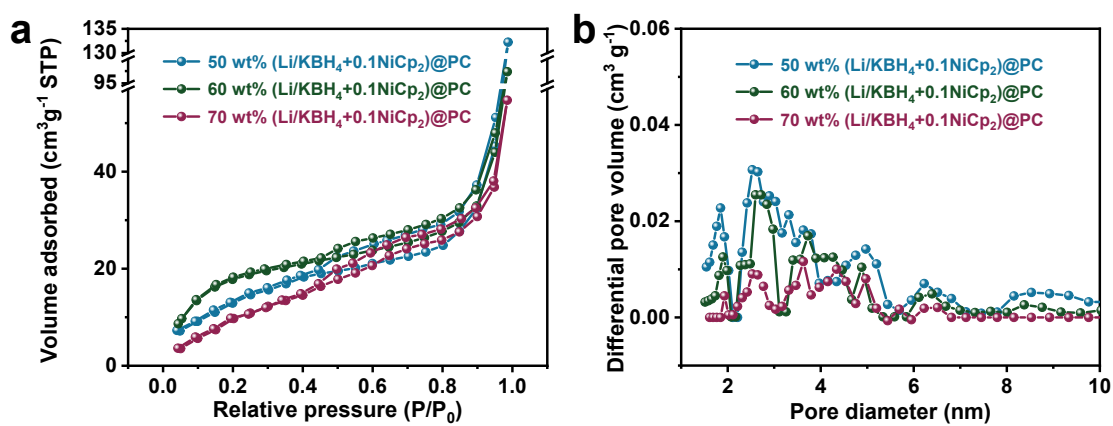 a
Volume adsorbed (cm³g⁻¹ STP)
135
130
95
40
20
0
50 wt% (Li/KBH₄+0.1NiCp₂)@PC
60 wt% (Li/KBH₄+0.1NiCp₂)@PC
70 wt% (Li/KBH₄+0.1NiCp₂)@PC
0.0 0.2 0.4 0.6 0.8 1.0
Relative pressure (P/P₀)
b
Differential pore volume (cm³ g⁻¹)
0.06
0.04
0.02
0.00
50 wt% (Li/KBH₄+0.1NiCp₂)@PC
60 wt% (Li/KBH₄+0.1NiCp₂)@PC
70 wt% (Li/KBH₄+0.1NiCp₂)@PC
2 4 6 8 10
Pore diameter (nm)